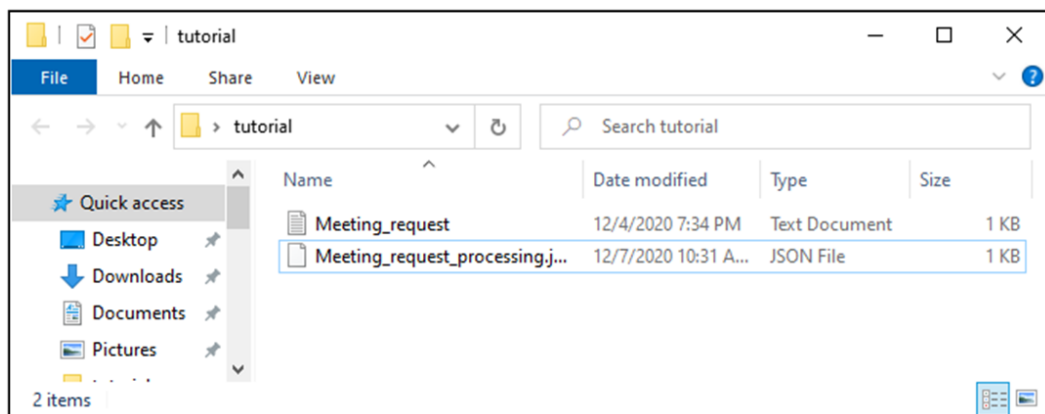 tutorial
File Home Share View
tutorial
Search tutorial
Name Date modified Type Size
Quick access
Desktop
Downloads
Documents
Pictures
Meeting_request 12/4/2020 7:34 PM Text Document 1 KB
Meeting_request_processing.j... 12/7/2020 10:31 A... JSON File 1 KB
2 items